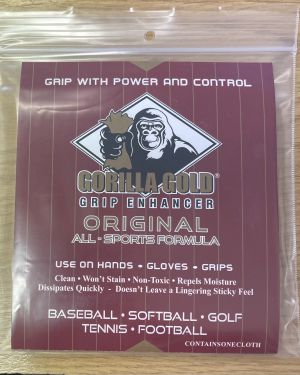 GRIP WITH POWER AND CONTROL
GORILLA GOLD®
GRIP ENHANCER
ORIGINAL
ALL - SPORTS FORMULA
USE ON HANDS • GLOVES • GRIPS
Clean • Won't Stain • Non-Toxic • Repels Moisture
Dissipates Quickly - Doesn't Leave a Lingering Sticky Feel
BASEBALL • SOFTBALL • GOLF
TENNIS • FOOTBALL
CONTAINSONECLOTH